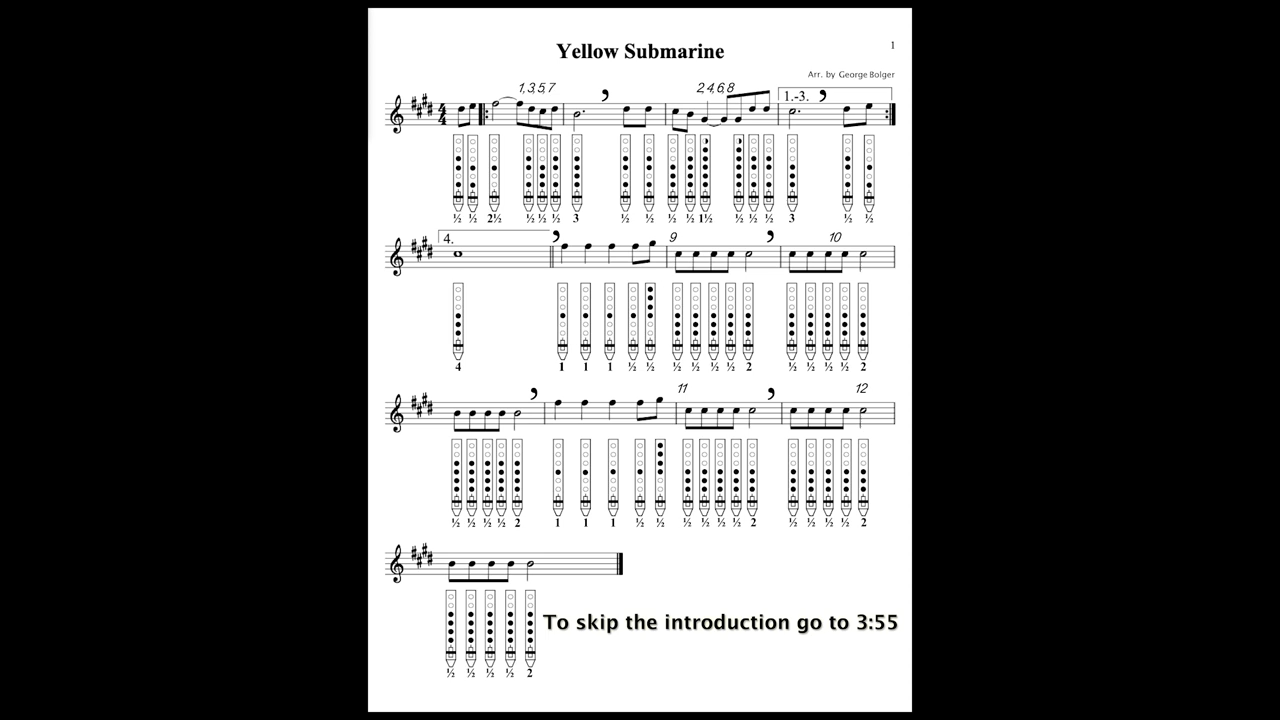 1
Yellow Submarine
Arr. by George Bolger
1,3,5,7 2,4,6,8 1.-3.
4
4
½ ½ 2½ ½ ½ ½ 3 ½ ½ ½ ½ 1½ ½ ½ ½ 3 ½ ½
4. 9 10
4 1 1 1 ½ ½ ½ ½ ½ ½ 2 ½ ½ ½ ½ 2
11 12
½ ½ ½ ½ 2 1 1 1 ½ ½ ½ ½ ½ ½ 2 ½ ½ ½ ½ 2
To skip the introduction go to 3:55
½ ½ ½ ½ 2